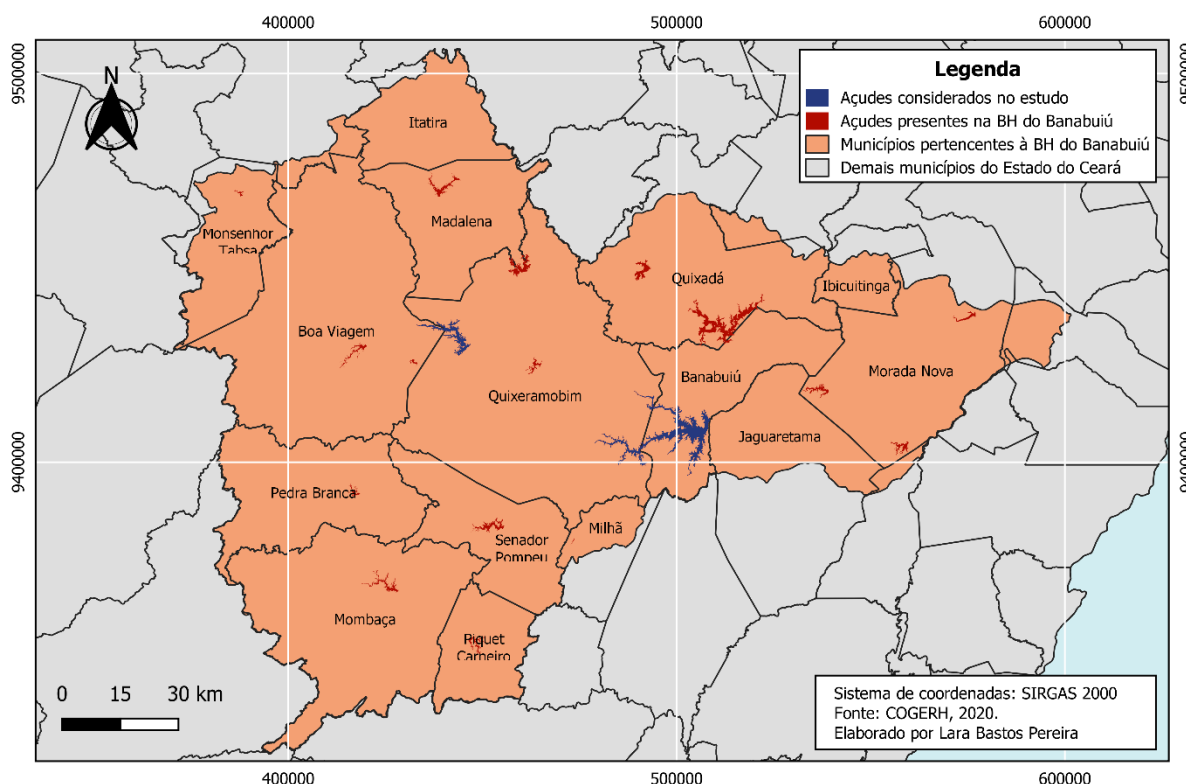 400000
500000
600000
9500000
9500000
N
Legenda
Açudes considerados no estudo
Açudes presentes na BH do Banabuiú
Municípios pertencentes à BH do Banabuiú
Demais municípios do Estado do Ceará
Itatira
Madalena
Monsenhor
Tabsa
Quixadá
Ibicuitinga
Boa Viagem
Banabuiú
Morada Nova
Quixeramobim
Jaguaretama
9400000
9400000
Pedra Branca
Milhã
Senador
Pompeu
Mombaça
Piquet
Carneiro
0 15 30 km
Sistema de coordenadas: SIRGAS 2000
Fonte: COGERH, 2020.
Elaborado por Lara Bastos Pereira
400000
500000
600000